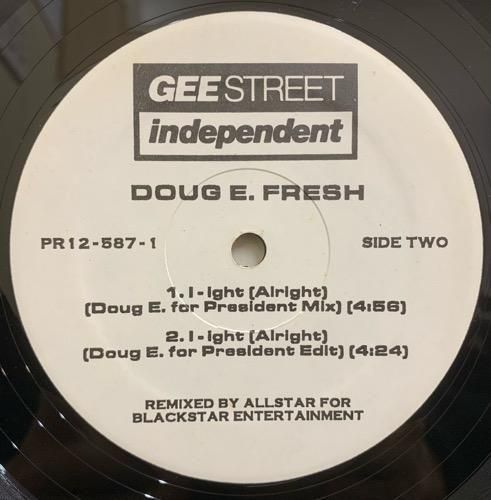 GEE STREET
independent
DOUG E. FRESH
PR12-587-1 SIDE TWO
1. I-ight (Alright)
(Doug E. for President Mix) (4:56)
2. I-ight (Alright)
(Doug E. for President Edit) (4:24)
REMIXED BY ALLSTAR FOR
BLACKSTAR ENTERTAINMENT